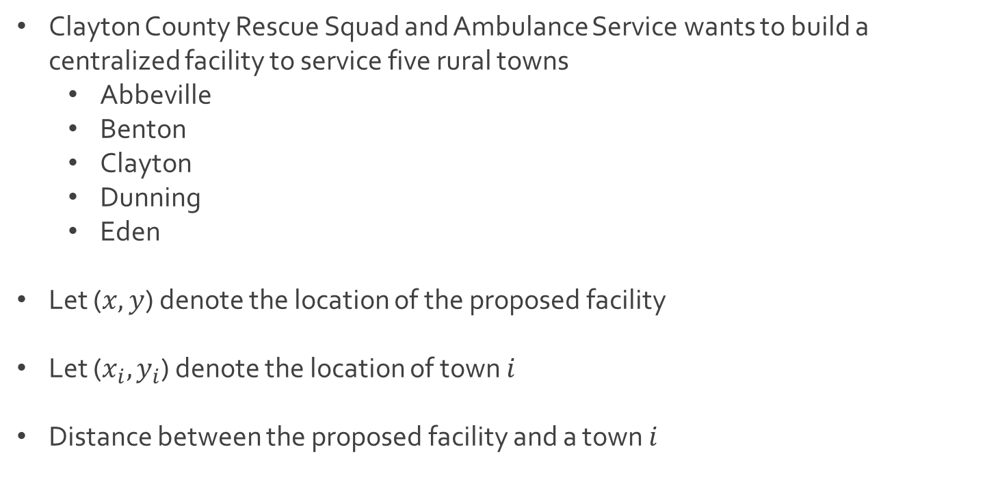 • Clayton County Rescue Squad and Ambulance Service wants to build a
centralized facility to service five rural towns
• Abbeville
• Benton
• Clayton
• Dunning
• Eden
• Let (x, y) denote the location of the proposed facility
• Let (xᵢ, yᵢ) denote the location of town i
• Distance between the proposed facility and a town i